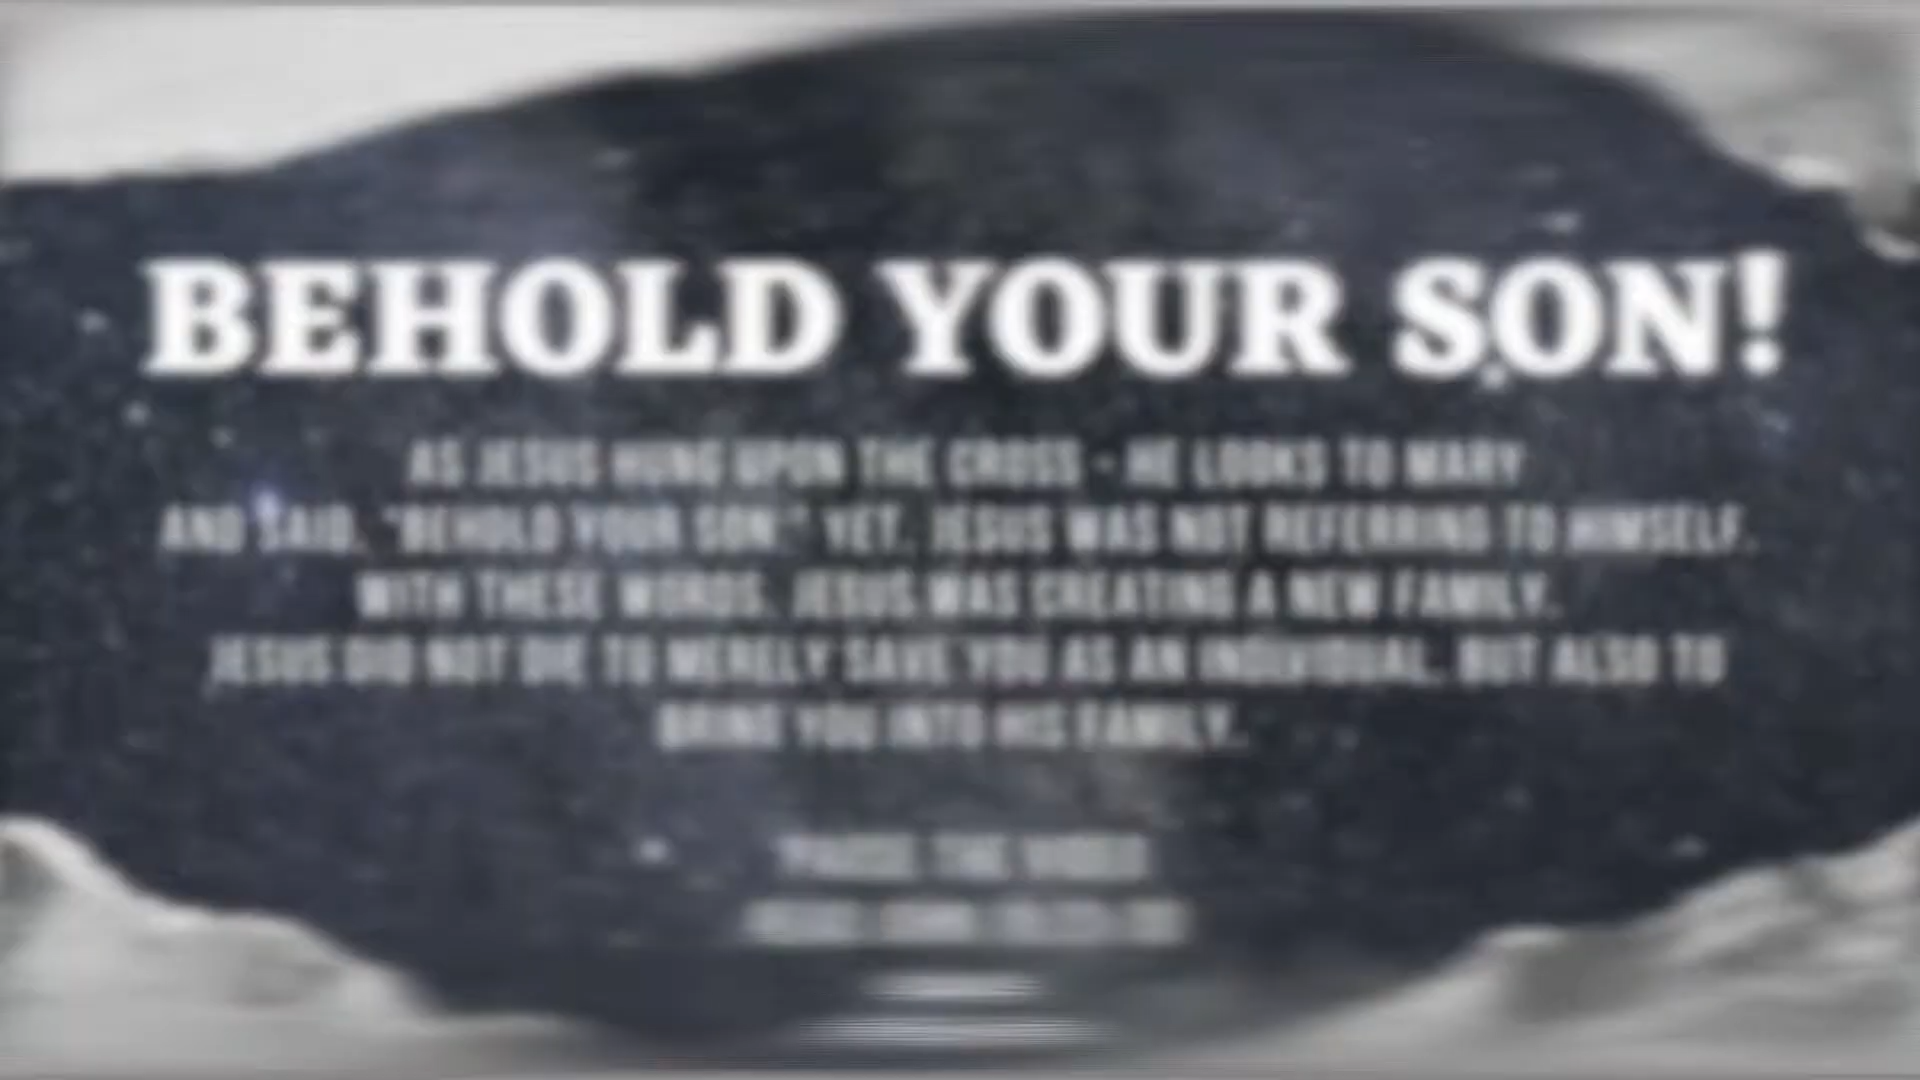 BEHOLD YOUR SON!
AS JESUS HUNG UPON THE CROSS - HE LOOKS TO MARY
AND SAID, "BEHOLD YOUR SON." YET, JESUS WAS NOT REFERRING TO HIMSELF.
WITH THESE WORDS, JESUS WAS CREATING A NEW FAMILY.
JESUS DID NOT DIE TO MERELY SAVE YOU AS AN INDIVIDUAL, BUT ALSO TO
BRING YOU INTO HIS FAMILY.
PAUSE THE VIDEO